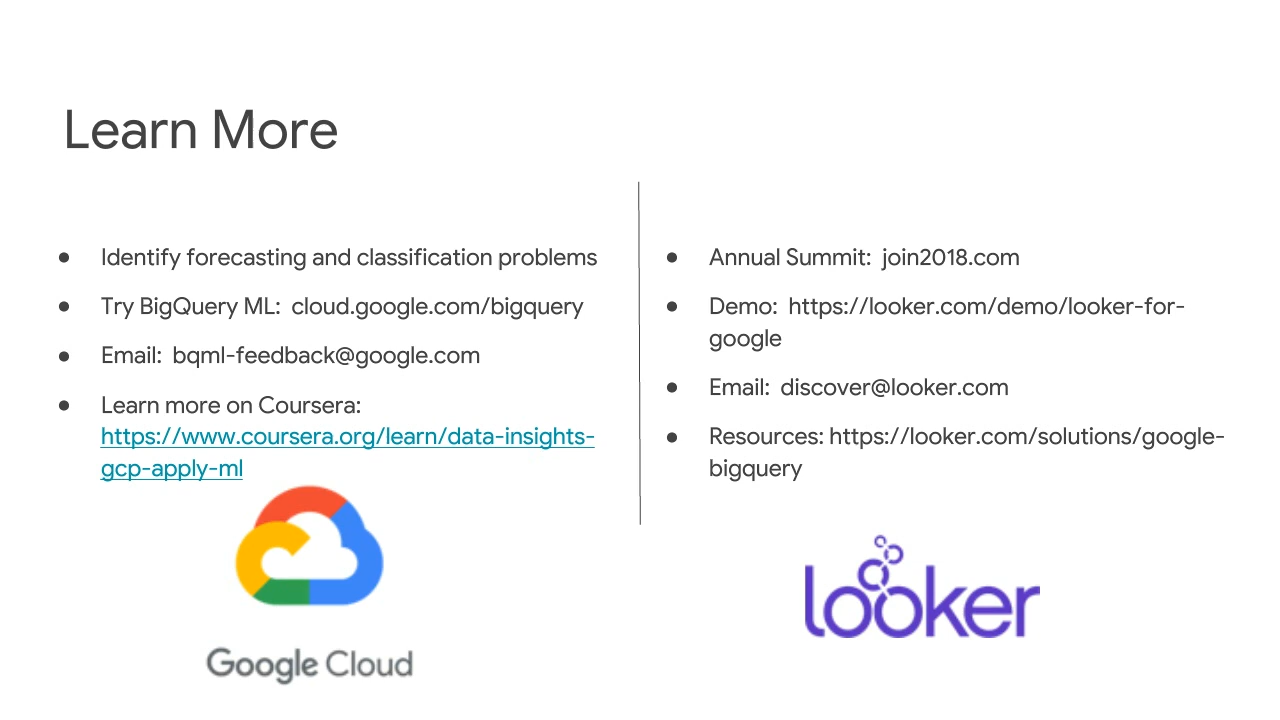 Learn More
● Identify forecasting and classification problems
● Try BigQuery ML:  cloud.google.com/bigquery
● Email:  bqml-feedback@google.com
● Learn more on Coursera:
https://www.coursera.org/learn/data-insights-
gcp-apply-ml
Google Cloud
● Annual Summit:  join2018.com
● Demo:  https://looker.com/demo/looker-for-
google
● Email:  discover@looker.com
● Resources: https://looker.com/solutions/google-
bigquery
looker